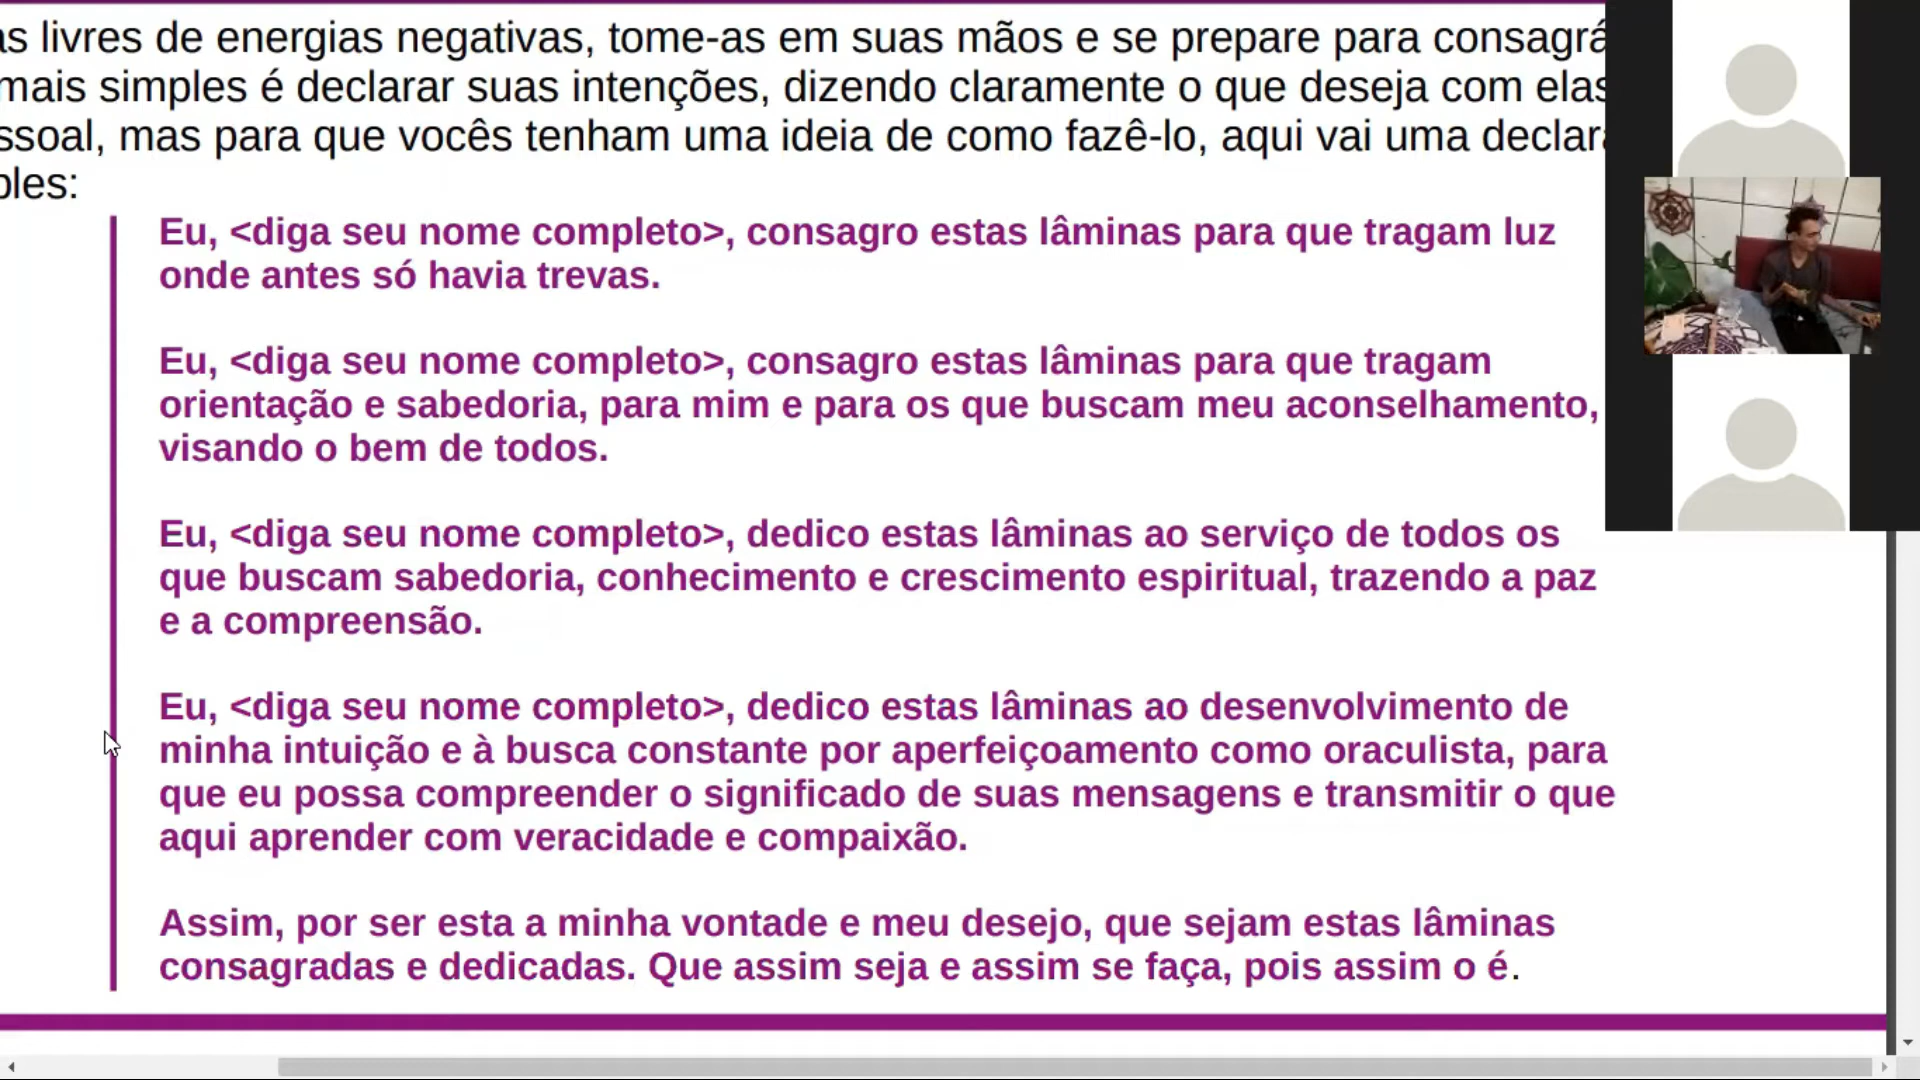 as livres de energias negativas, tome-as em suas mãos e se prepare para consagrá
mais simples é declarar suas intenções, dizendo claramente o que deseja com elas
ssoal, mas para que vocês tenham uma ideia de como fazê-lo, aqui vai uma declara
ples:
Eu, <diga seu nome completo>, consagro estas lâminas para que tragam luz
onde antes só havia trevas.
Eu, <diga seu nome completo>, consagro estas lâminas para que tragam
orientação e sabedoria, para mim e para os que buscam meu aconselhamento,
visando o bem de todos.
Eu, <diga seu nome completo>, dedico estas lâminas ao serviço de todos os
que buscam sabedoria, conhecimento e crescimento espiritual, trazendo a paz
e a compreensão.
Eu, <diga seu nome completo>, dedico estas lâminas ao desenvolvimento de
minha intuição e à busca constante por aperfeiçoamento como oraculista, para
que eu possa compreender o significado de suas mensagens e transmitir o que
aqui aprender com veracidade e compaixão.
Assim, por ser esta a minha vontade e meu desejo, que sejam estas lâminas
consagradas e dedicadas. Que assim seja e assim se faça, pois assim o é.